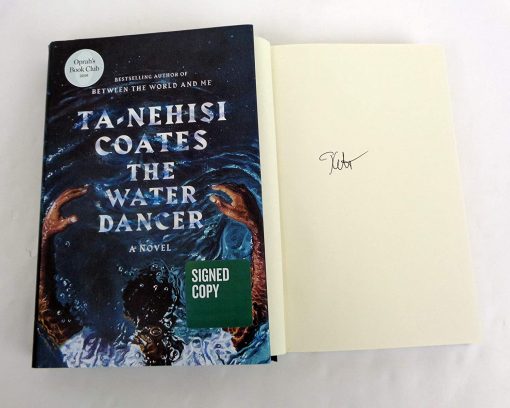 Oprah's
Book Club
2019
BESTSELLING AUTHOR OF
BETWEEN THE WORLD AND ME
TA-NEHISI
COATES
THE
WATER
DANCER
A NOVEL
SIGNED
COPY